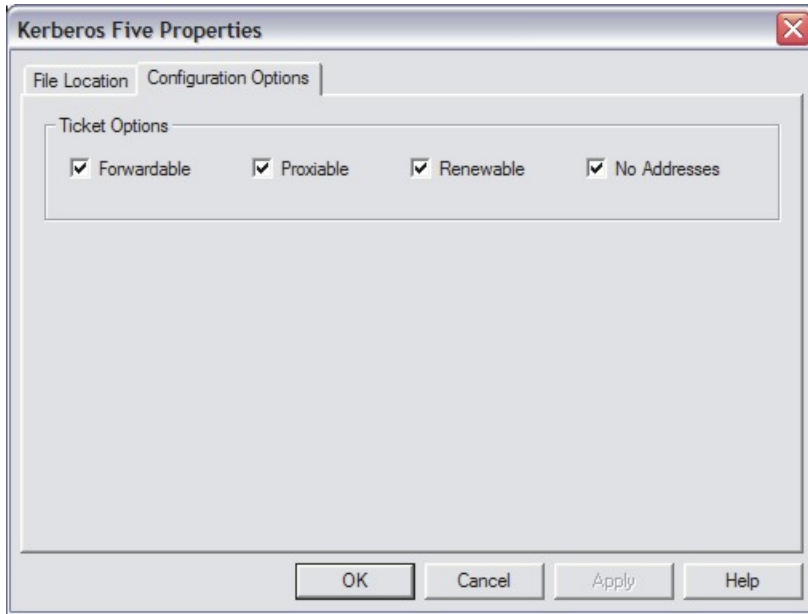 Kerberos Five Properties
File Location Configuration Options
Ticket Options
Forwardable Proxiable Renewable No Addresses
OK Cancel Apply Help